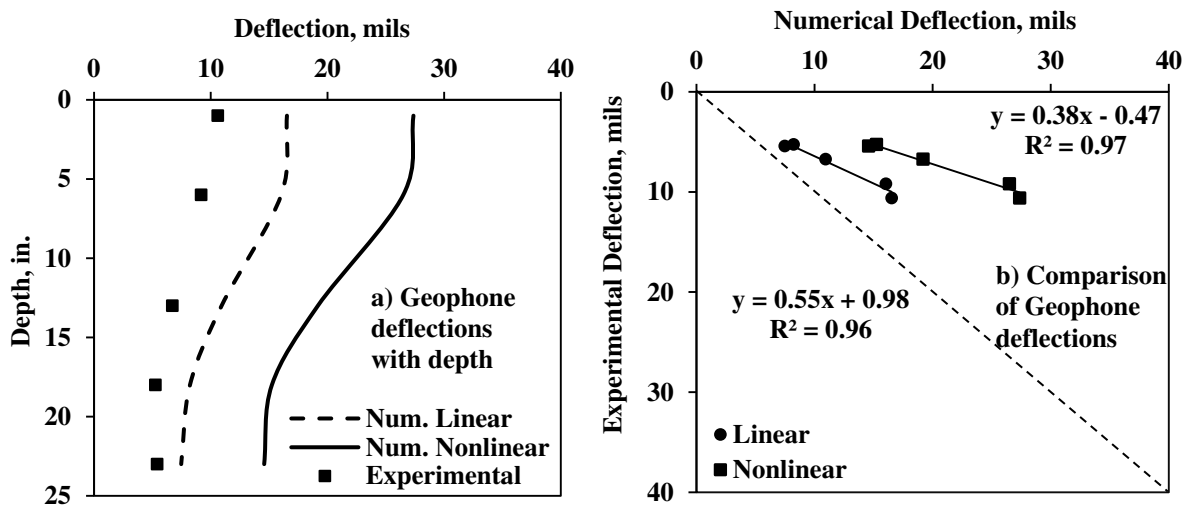 Deflection, mils
0 10 20 30 40
0
5
10
15
20
25
Depth, in.
a) Geophone
deflections
with depth
Num. Linear
Num. Nonlinear
Experimental
Numerical Deflection, mils
0 10 20 30 40
0
10
20
30
40
Experimental Deflection, mils
y = 0.38x - 0.47
R² = 0.97
y = 0.55x + 0.98
R² = 0.96
b) Comparison
of Geophone
deflections
Linear
Nonlinear